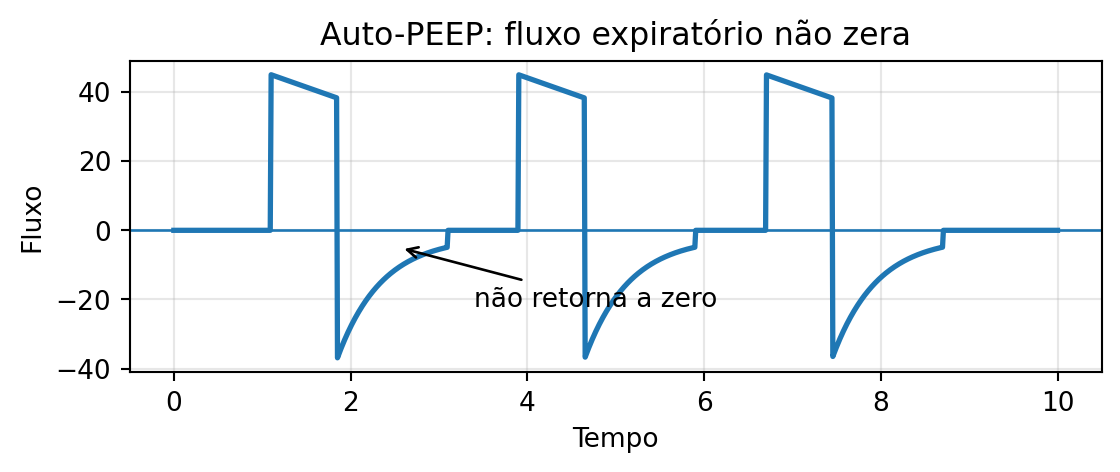 Auto-PEEP: fluxo expiratório não zera
Fluxo
40
20
0
−20
−40
não retorna a zero
0
2
4
6
8
10
Tempo